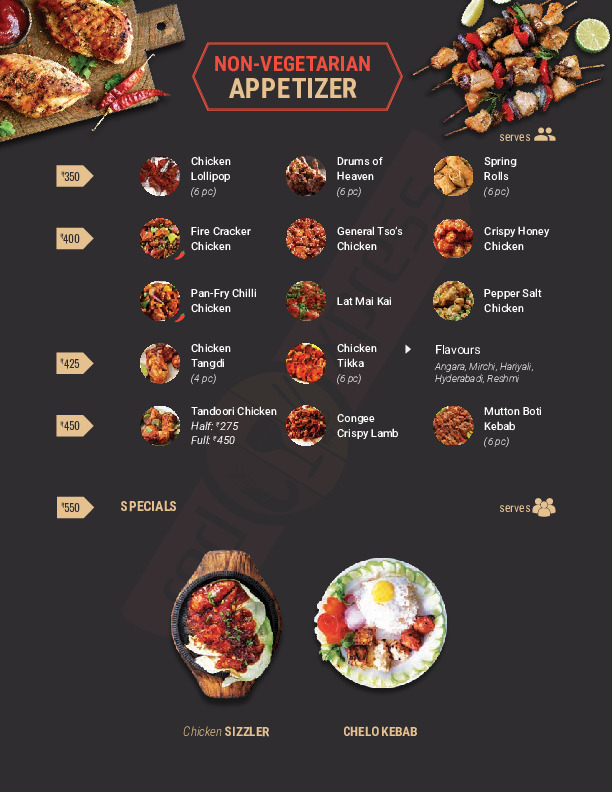 NON-VEGETARIAN
APPETIZER
serves
₹350
Chicken
Lollipop
(6 pc)
Drums of
Heaven
(6 pc)
Spring
Rolls
(6 pc)
₹400
Fire Cracker
Chicken
General Tso's
Chicken
Crispy Honey
Chicken
Pan-Fry Chilli
Chicken
Lat Mai Kai
Pepper Salt
Chicken
₹425
Chicken
Tangdi
(4 pc)
Chicken
Tikka
(6 pc)
Flavours
Angara, Mirchi, Hariyali,
Hyderabadi, Reshmi
₹450
Tandoori Chicken
Half: ₹275
Full: ₹450
Congee
Crispy Lamb
Mutton Boti
Kebab
(6 pc)
₹550
SPECIALS
serves
Chicken SIZZLER
CHELO KEBAB